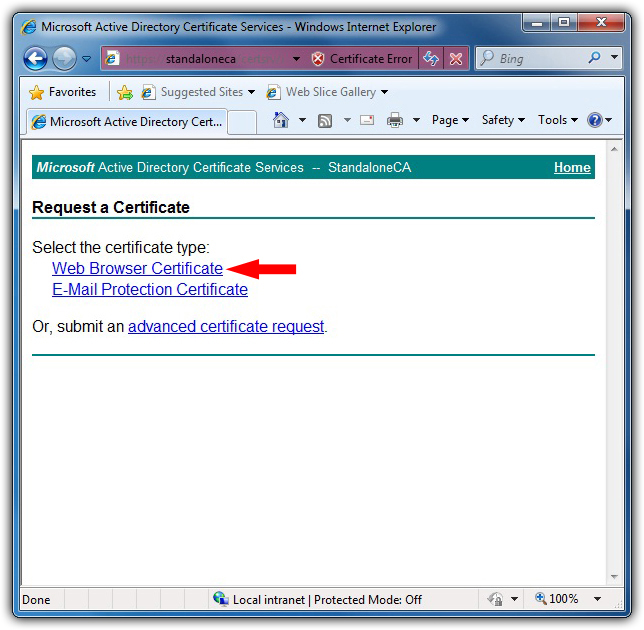 Microsoft Active Directory Certificate Services - Windows Internet Explorer
https:// standaloneca Certificate Error Bing
Favorites Suggested Sites Web Slice Gallery
Microsoft Active Directory Cert... Page Safety Tools
Microsoft Active Directory Certificate Services -- StandaloneCA Home
Request a Certificate
Select the certificate type:
Web Browser Certificate
E-Mail Protection Certificate
Or, submit an advanced certificate request.
Done Local intranet | Protected Mode: Off 100%